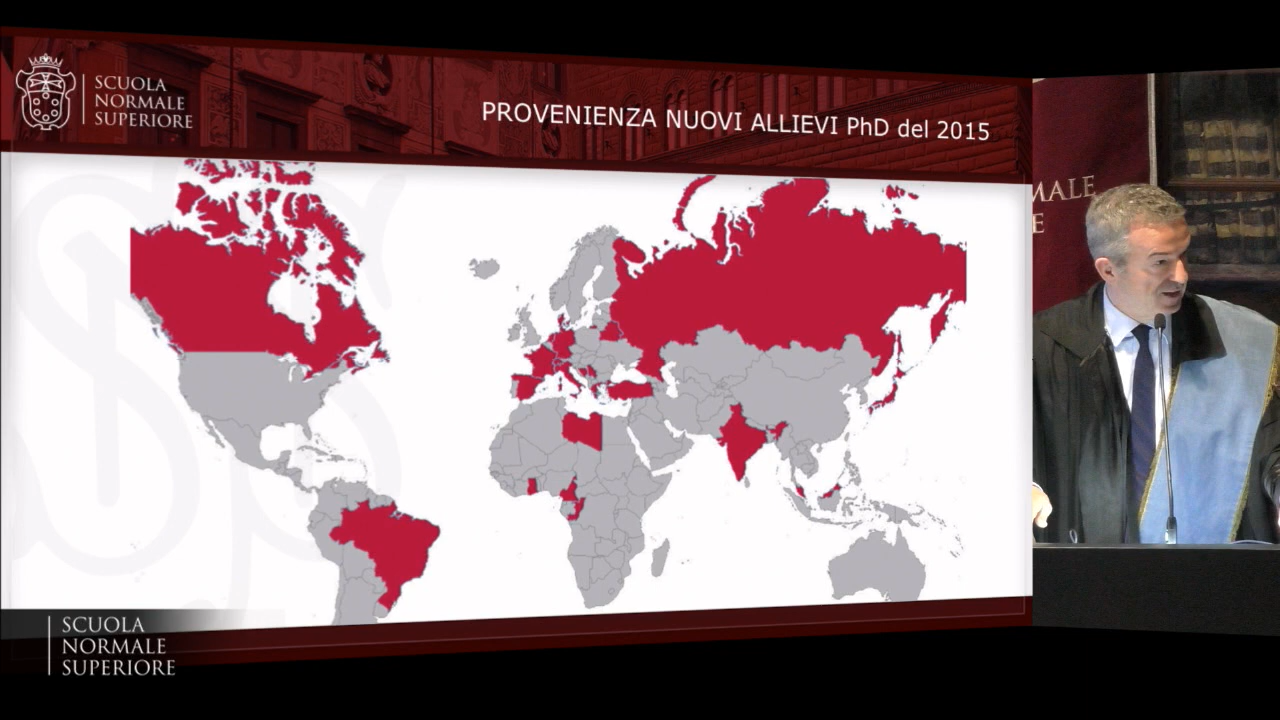 SCUOLA
NORMALE
SUPERIORE
PROVENIENZA NUOVI ALLIEVI PhD del 2015
MALE
E
SCUOLA
NORMALE
SUPERIORE